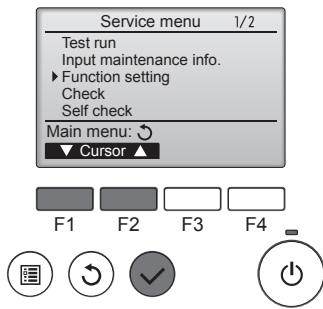 Service menu 1/2
Test run
Input maintenance info.
Function setting
Check
Self check
Main menu:
▼ Cursor ▲
F1 F2 F3 F4